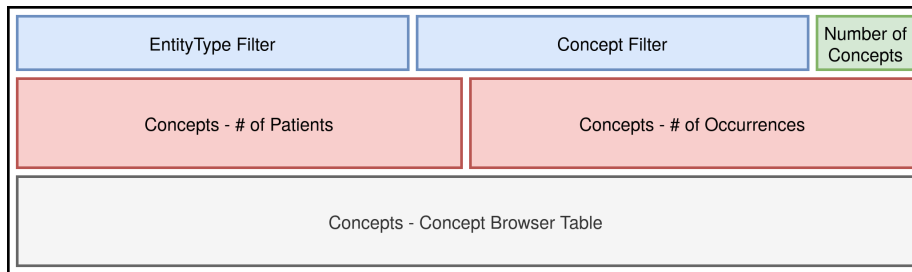 EntityType Filter
Concept Filter
Number of
Concepts
Concepts - # of Patients
Concepts - # of Occurrences
Concepts - Concept Browser Table